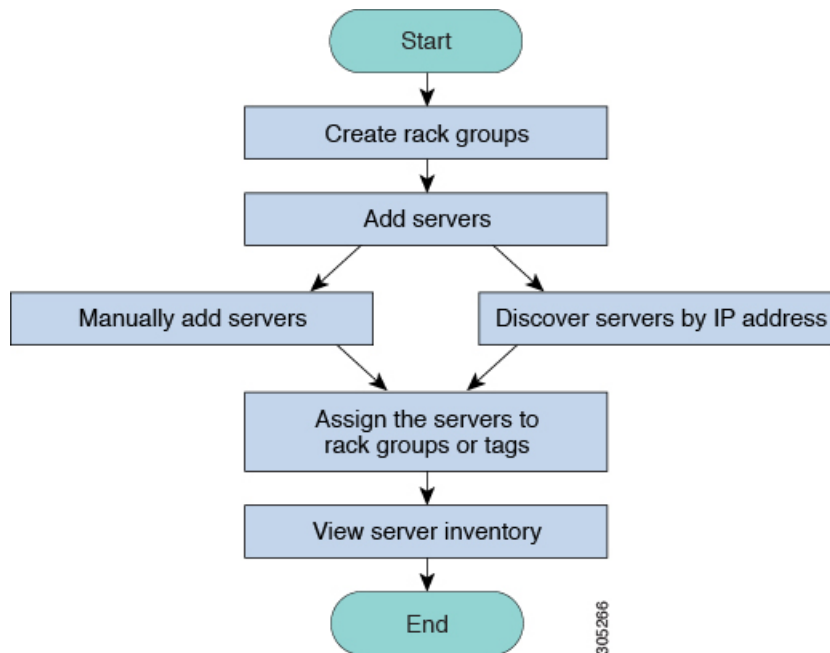 Start
Create rack groups
Add servers
Manually add servers
Discover servers by IP address
Assign the servers to
rack groups or tags
View server inventory
End
305266